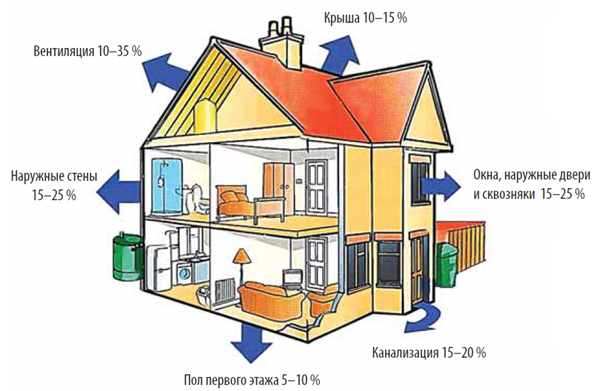 Крыша 10–15 %
Вентиляция 10–35 %
Наружные стены
15–25 %
Окна, наружные двери
и сквозняки 15–25 %
Канализация 15–20 %
Пол первого этажа 5–10 %